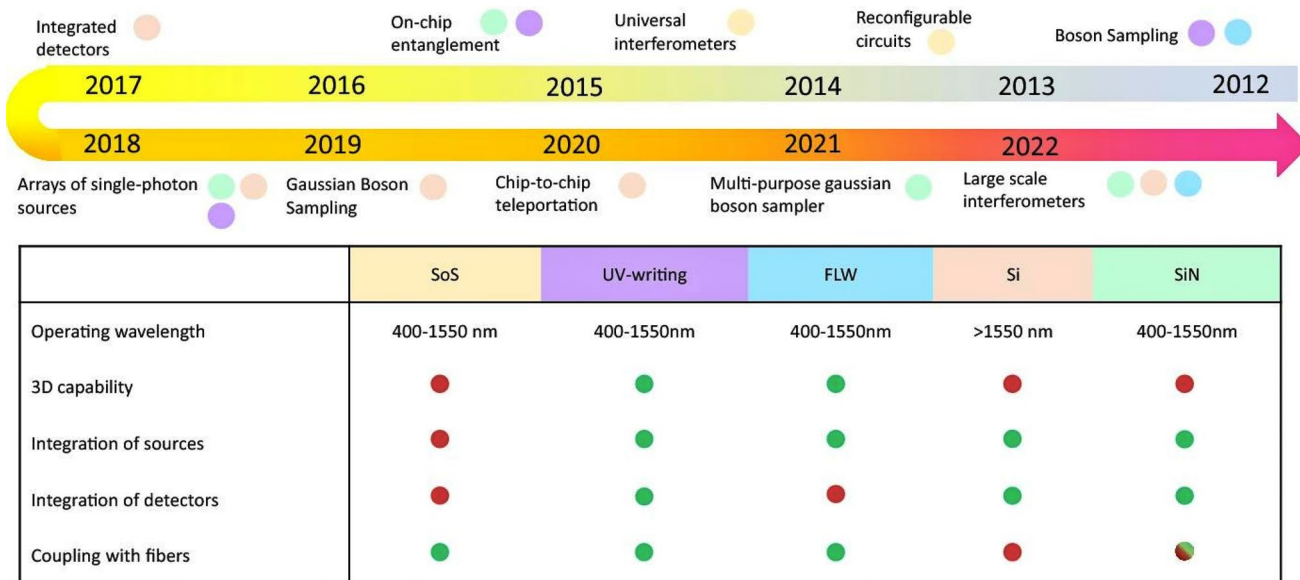 Integrated
detectors
On-chip
entanglement
Universal
interferometers
Reconfigurable
circuits
Boson Sampling
2017 2016 2015 2014 2013 2012
2018 2019 2020 2021 2022
Arrays of single-photon
sources
Gaussian Boson
Sampling
Chip-to-chip
teleportation
Multi-purpose gaussian
boson sampler
Large scale
interferometers
SoS UV-writing FLW Si SiN
Operating wavelength 400-1550 nm 400-1550nm 400-1550nm >1550 nm 400-1550nm
3D capability
Integration of sources
Integration of detectors
Coupling with fibers